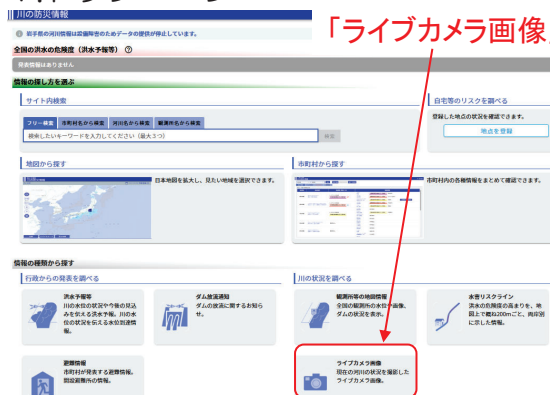 川の防災情報
「ライブカメラ画像」
岩手県の河川情報は設備障害のためデータの提供が停止しています。
全国の洪水の危険度（洪水予報等）
発表情報はありません
情報の探し方を選ぶ
サイト内検索
フリー検索 市町村名から検索 河川名から検索 観測所名から検索
検索したいキーワードを入力してください（最大３つ）
検索
自宅等のリスクを調べる
登録した地点の状況を確認できます。
地点を登録
地図から探す
日本地図を拡大し、見たい地域を選択できます。
市町村から探す
市町村内の各種情報をまとめて確認できます。
情報の種類から探す
行政からの発表を調べる
洪水予報等
川の水位の状況や今後の見込
みを伝える洪水予報。川の水
位の状況を伝える水位到達情
報。
ダム放流通知
ダムの放流に関するお知ら
せ。
避難情報
市町村が発表する避難情報。
開設避難所の情報。
川の状況を調べる
観測所等の地図情報
全国の観測所の水位や画像、
ダムの状況を表示。
水害リスクライン
洪水の危険度の高まりを、地
図上で概ね200mごと、両岸別
に示した情報。
ライブカメラ画像
現在の河川の状況を撮影した
ライブカメラ画像。